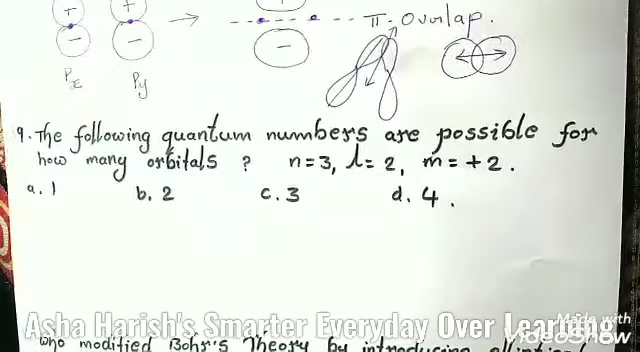 + +
- - -
π-Overlap.
Px Py
9. The following quantum numbers are possible for
how many orbitals ? n=3, l=2, m=+2.
a. 1 b. 2 c. 3 d. 4.
Asha Harish's Smarter Everyday Over Learning
Made with
VideoShow
who modified Bohr's Theory by introducing